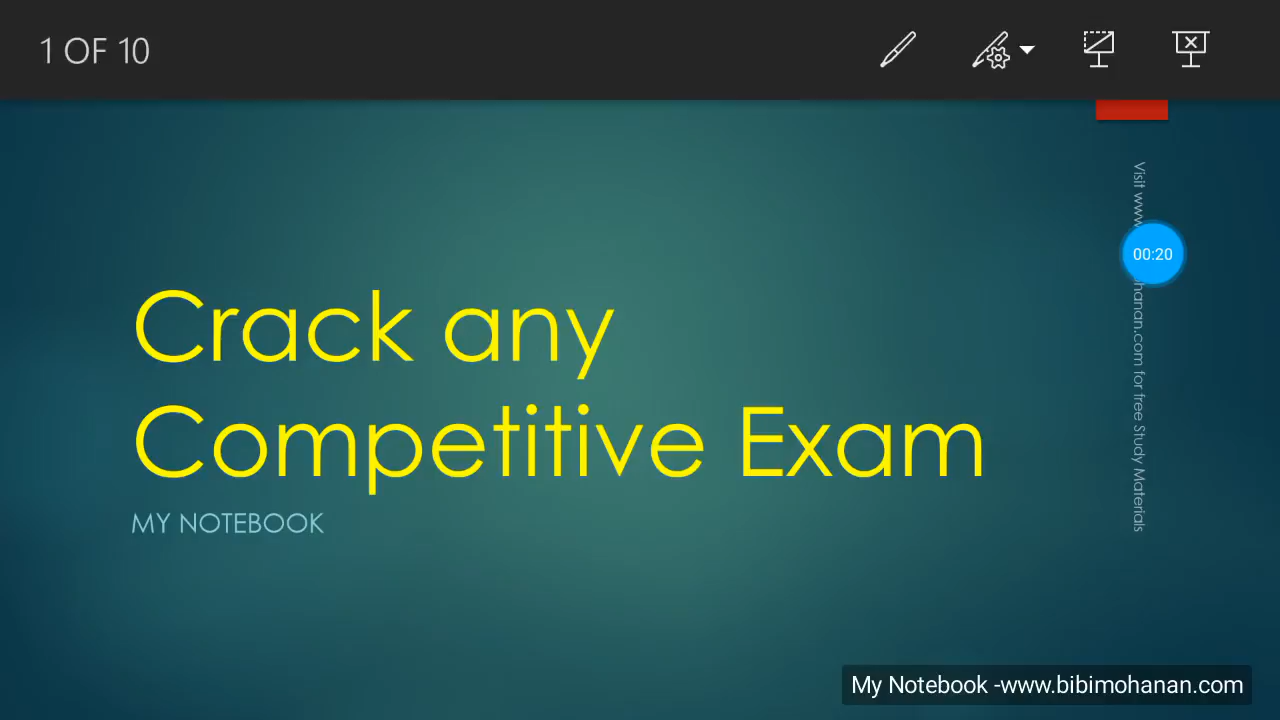 1 OF 10
Crack any
Competitive Exam
MY NOTEBOOK
Visit www hanan.com for free Study Materials
00:20
My Notebook -www.bibimohanan.com